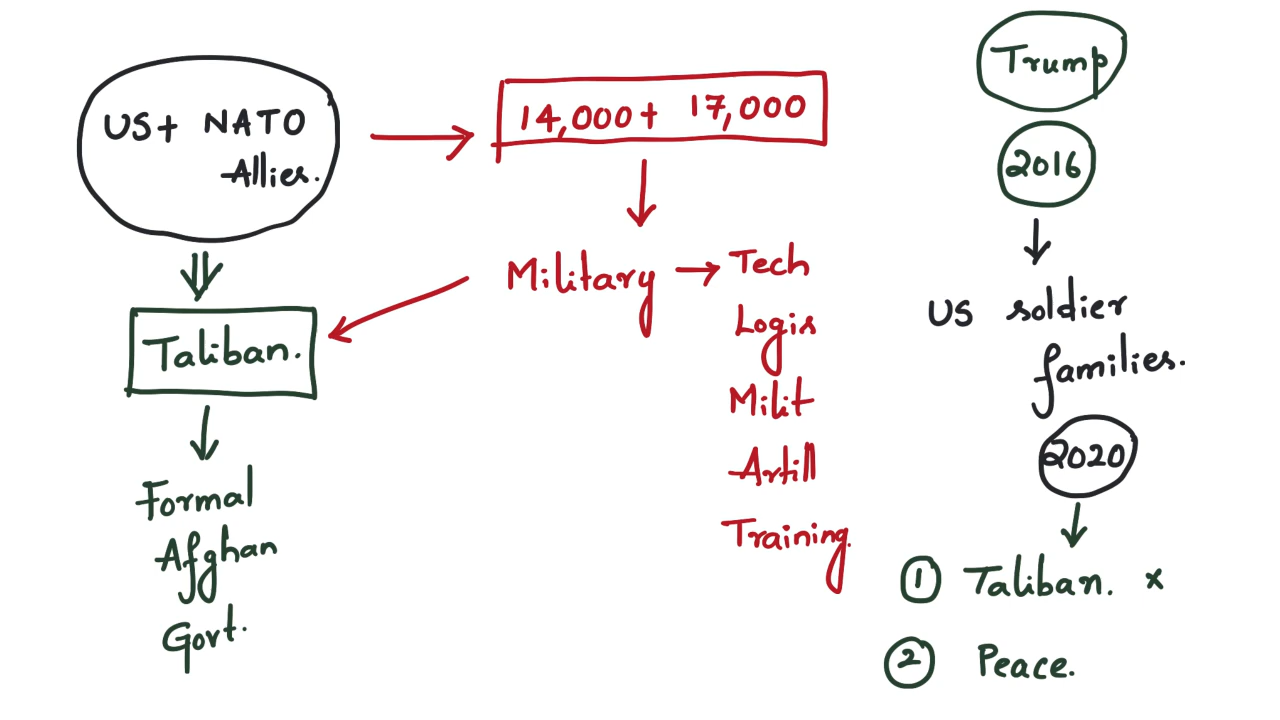 US+ NATO
Allies.
Taliban.
Formal
Afghan
Govt.
14,000+ 17,000
Military
Tech
Logis
Milit
Artill
Training.
Trump
2016
US soldier
families.
2020
1 Taliban. x
2 Peace.